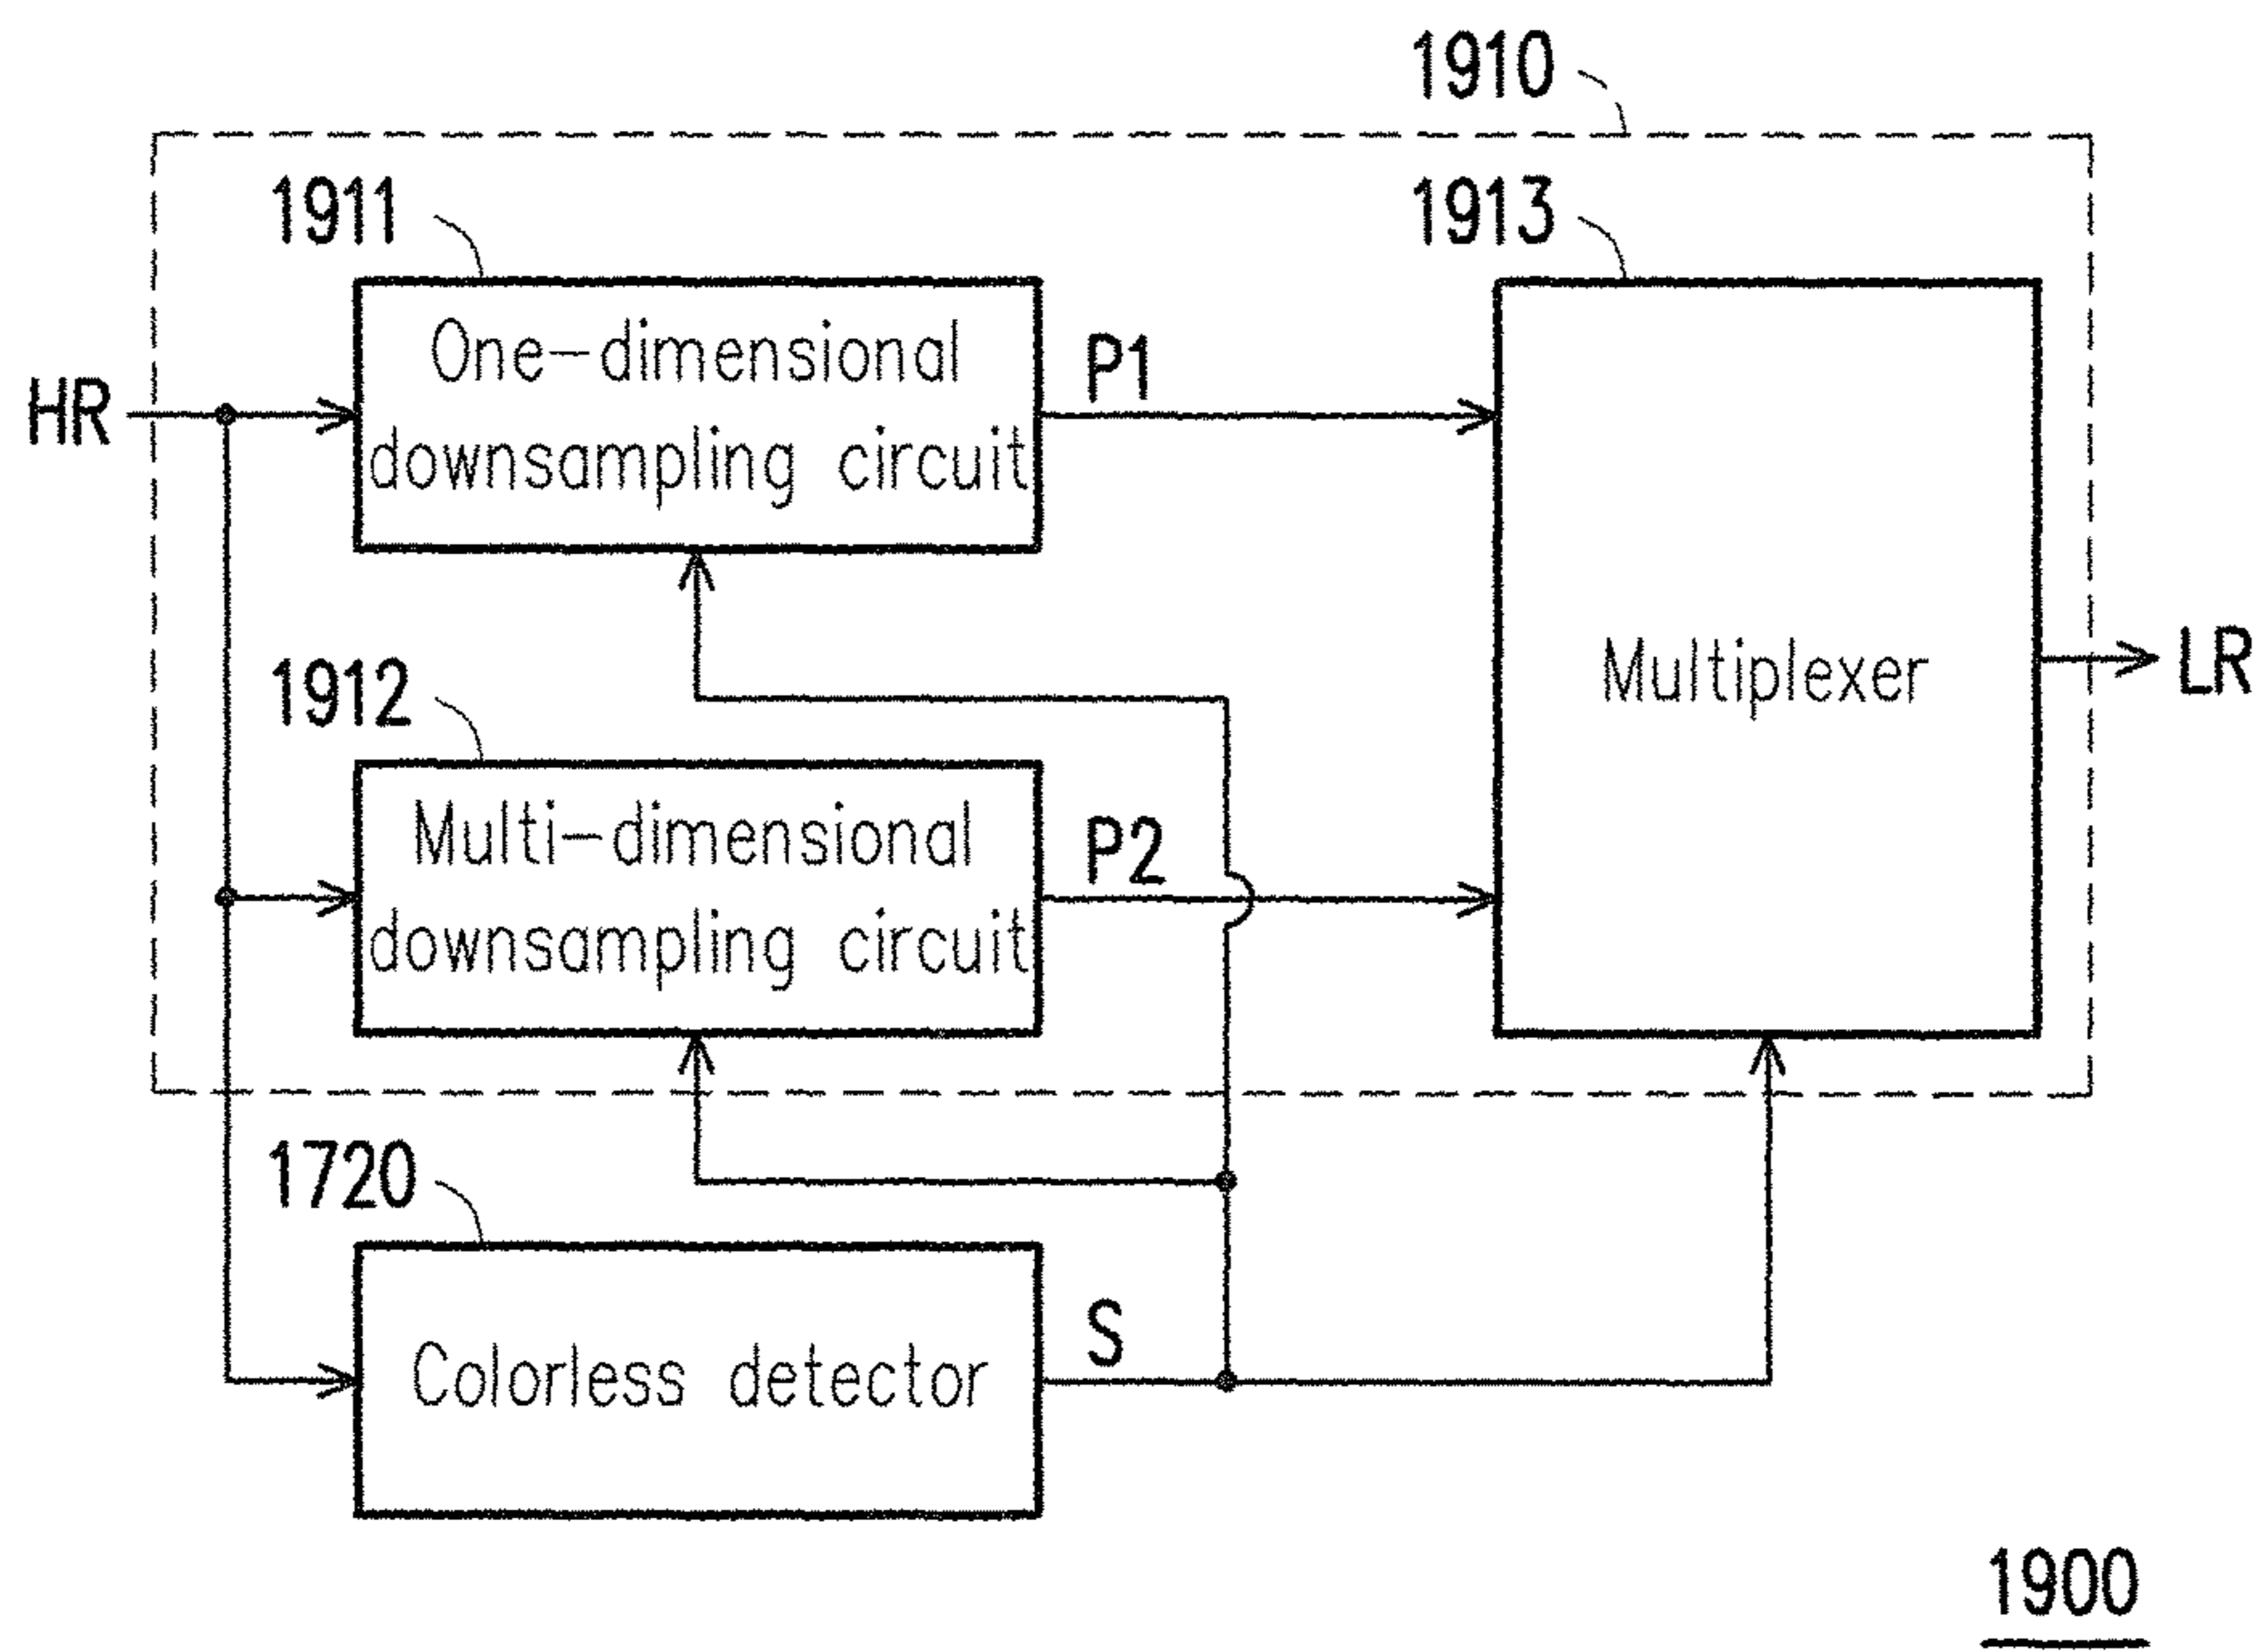 1910
1911
1913
One-dimensional
downsampling circuit
P1
HR
1912
Multiplexer
LR
Multi-dimensional
downsampling circuit
P2
1720
Colorless detector
S
1900